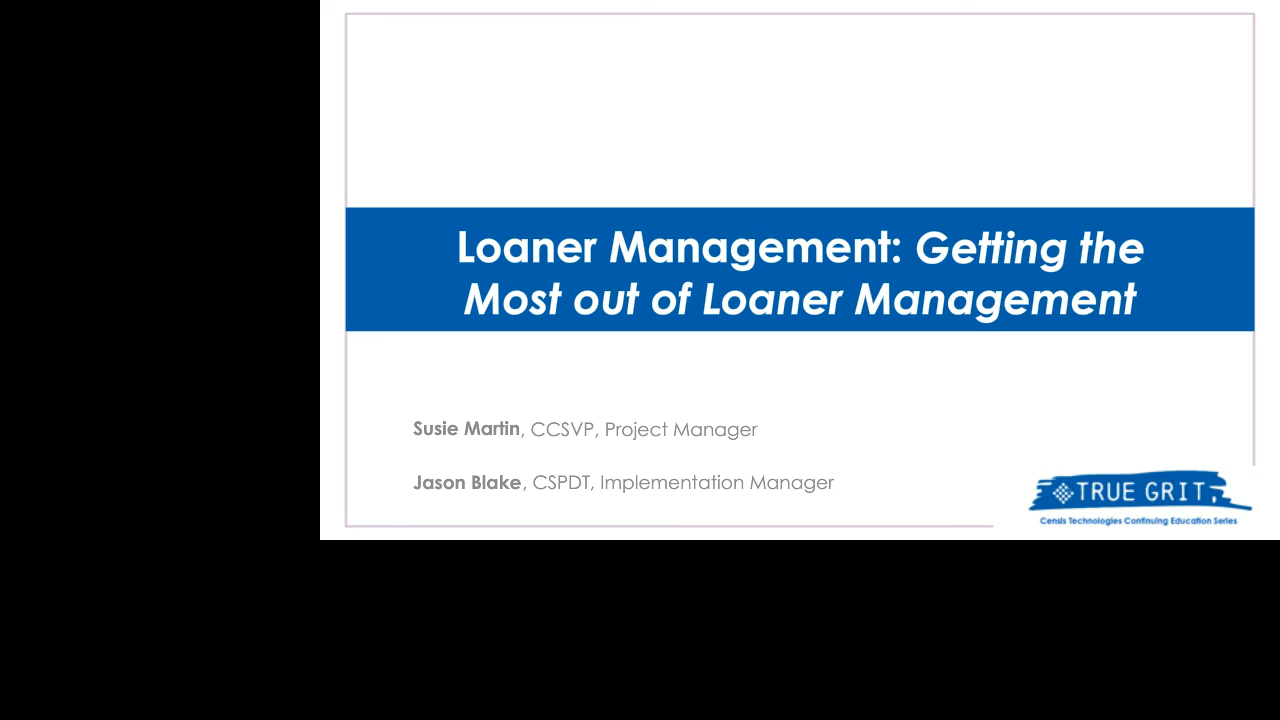 Loaner Management: Getting the
Most out of Loaner Management
Susie Martin, CCSVP, Project Manager
Jason Blake, CSPDT, Implementation Manager
TRUE GRIT,
Censis Technologies Continuing Education Series